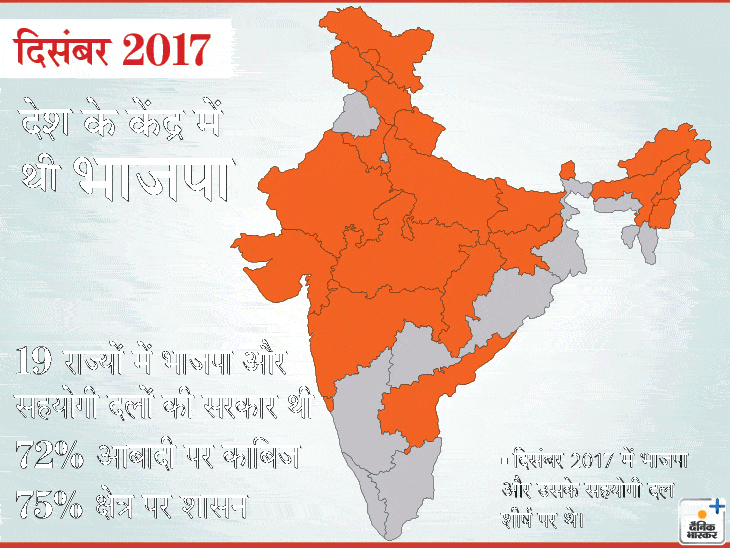 दिसंबर 2017
देश के केंद्र में
थी भाजपा
19 राज्यों में भाजपा और
सहयोगी दलों की सरकार थी
72% आबादी पर काबिज
75% क्षेत्र पर शासन
- दिसंबर 2017 में भाजपा
और उसके सहयोगी दल
शीर्ष पर थे।
दैनिक
भास्कर
+